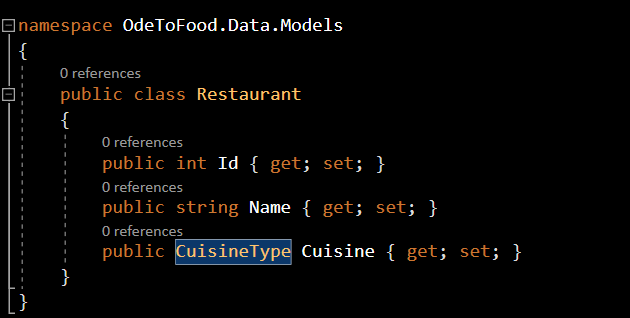 namespace OdeToFood.Data.Models
{
0 references
public class Restaurant
{
0 references
public int Id { get; set; }
0 references
public string Name { get; set; }
0 references
public CuisineType Cuisine { get; set; }
}
}